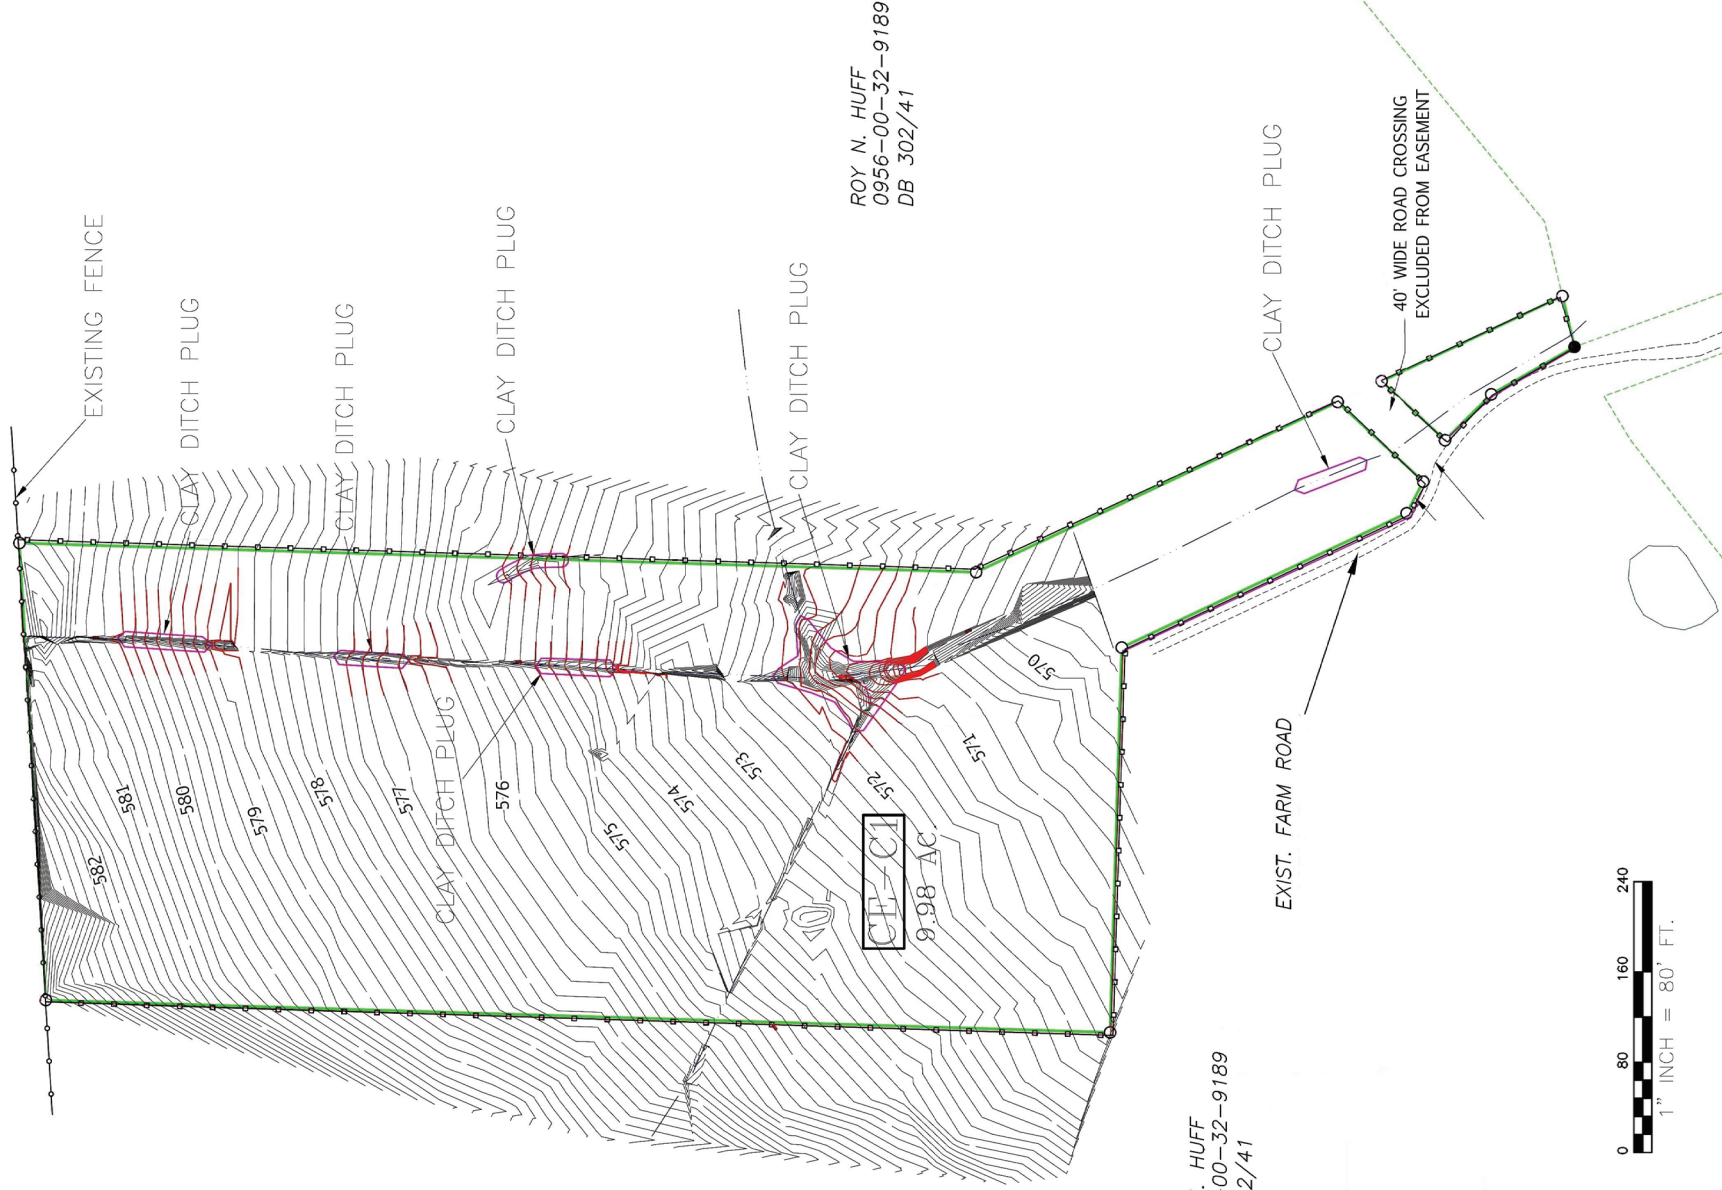 ROY N. HUFF
0956-00-32-9189
DB 302/41
EXISTING FENCE
CLAY DITCH PLUG
CLAY DITCH PLUG
CLAY DITCH PLUG
CLAY DITCH PLUG
CLAY DITCH PLUG
40' WIDE ROAD CROSSING
EXCLUDED FROM EASEMENT
CLAY DITCH PLUG
582
581
580
579
578
577
576
575
574
573
572
571
570
CE-C1
9.98 AC
EXIST. FARM ROAD
. HUFF
00-32-9189
2/41
0 80 160 240
1" INCH = 80' FT.